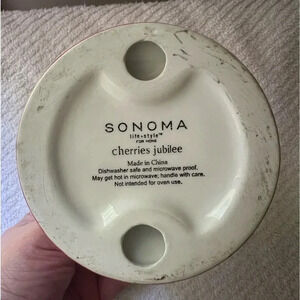 SONOMA
life+style™
FOR HOME
cherries jubilee
Made in China
Dishwasher safe and microwave proof.
May get hot in microwave; handle with care.
Not intended for oven use.